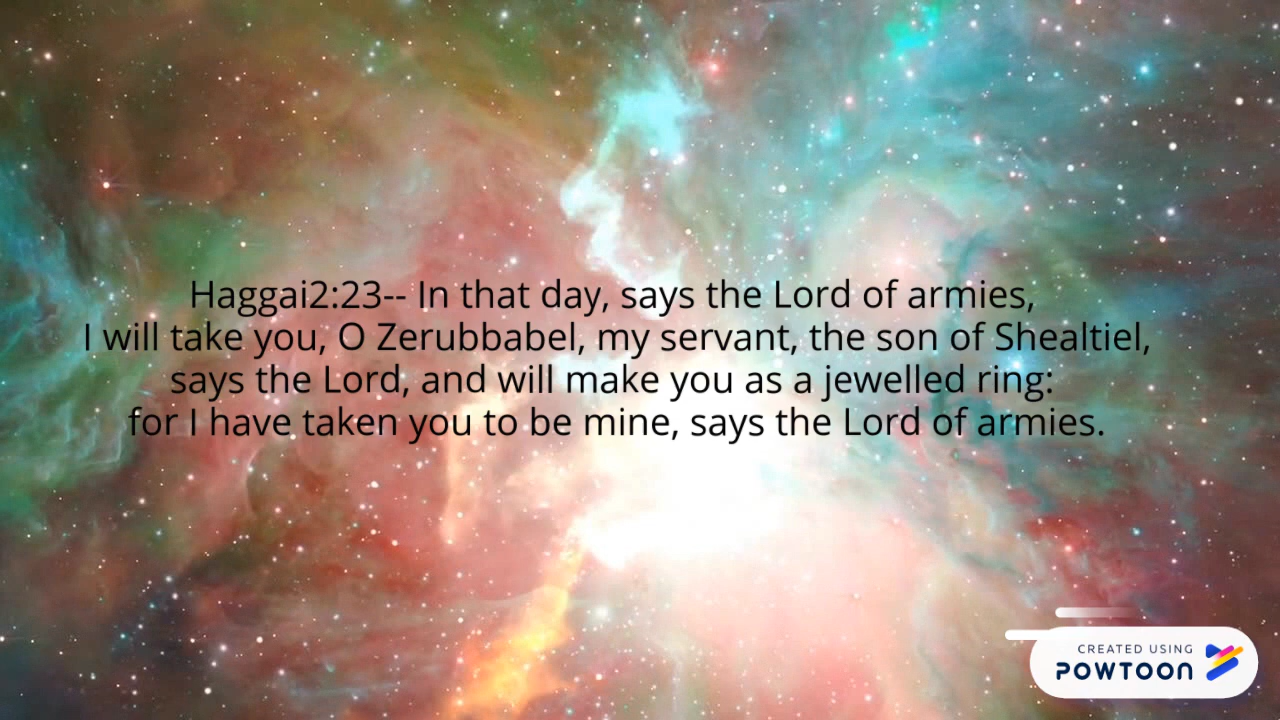 Haggai2:23-- In that day, says the Lord of armies,
I will take you, O Zerubbabel, my servant, the son of Shealtiel,
says the Lord, and will make you as a jewelled ring:
for I have taken you to be mine, says the Lord of armies.
CREATED USING
POWTOON